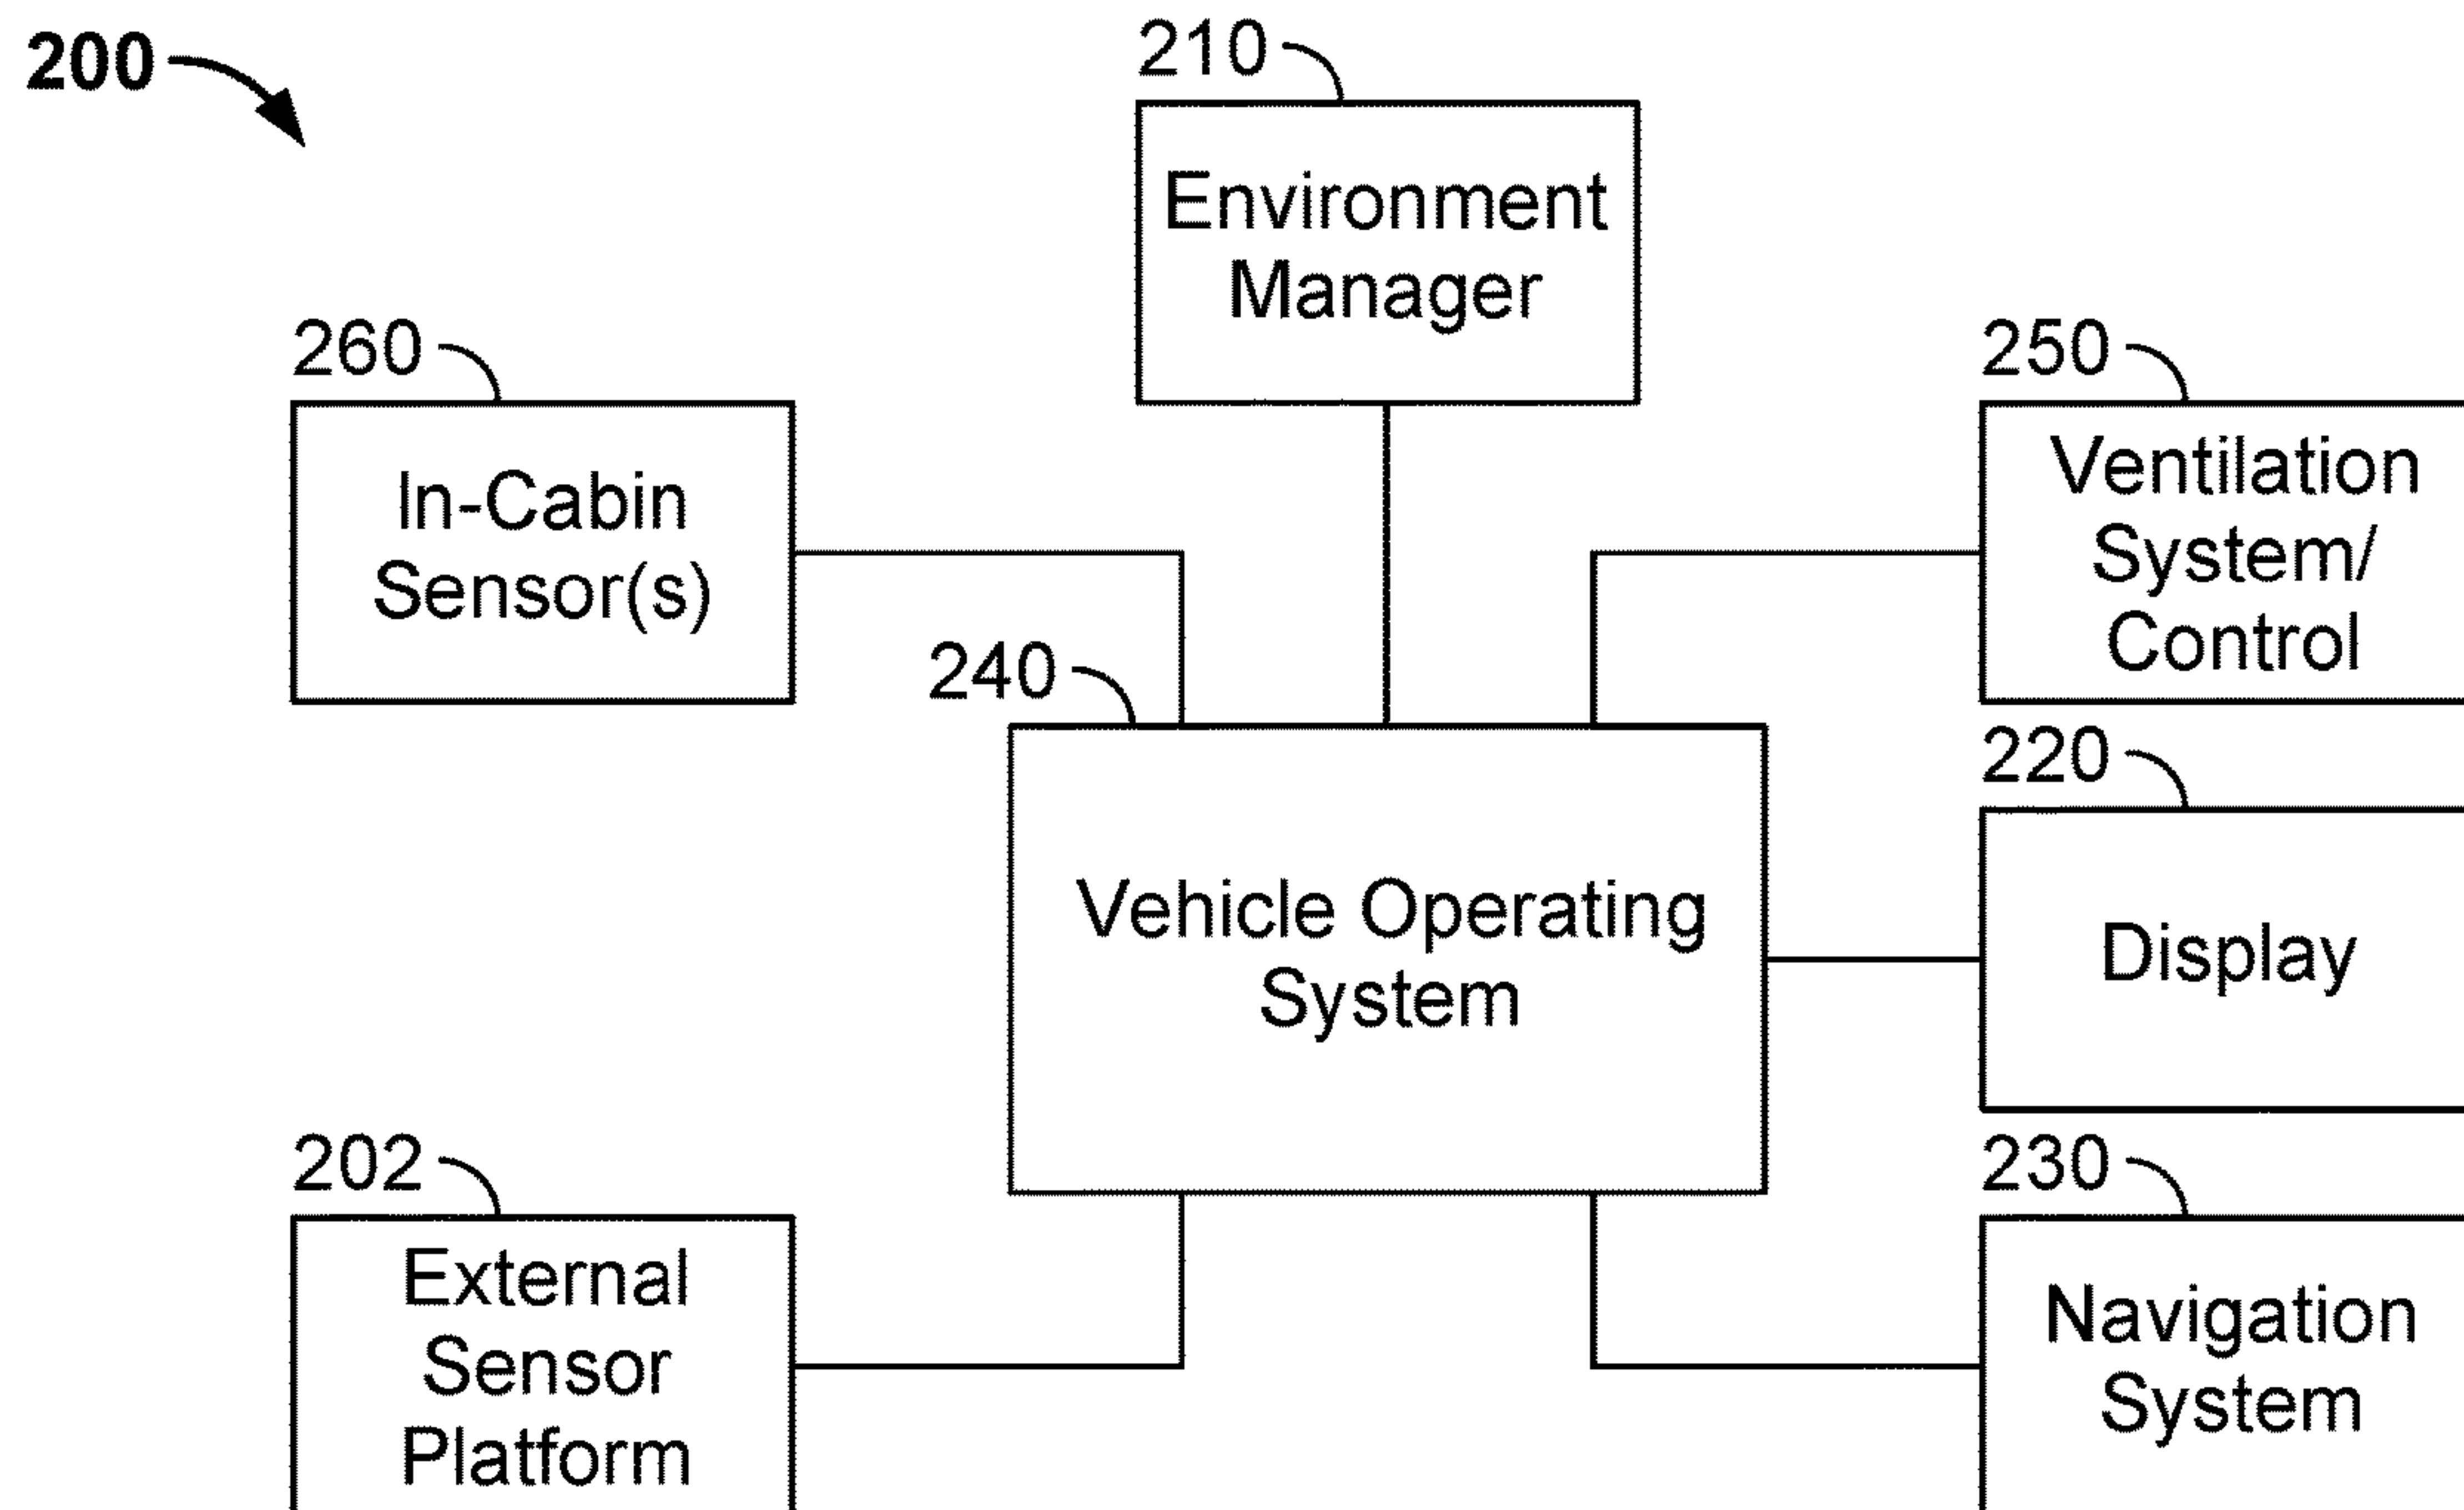 200
210
Environment
Manager
260
In-Cabin
Sensor(s)
250
Ventilation
System/
Control
240
Vehicle Operating
System
220
Display
202
External
Sensor
Platform
230
Navigation
System